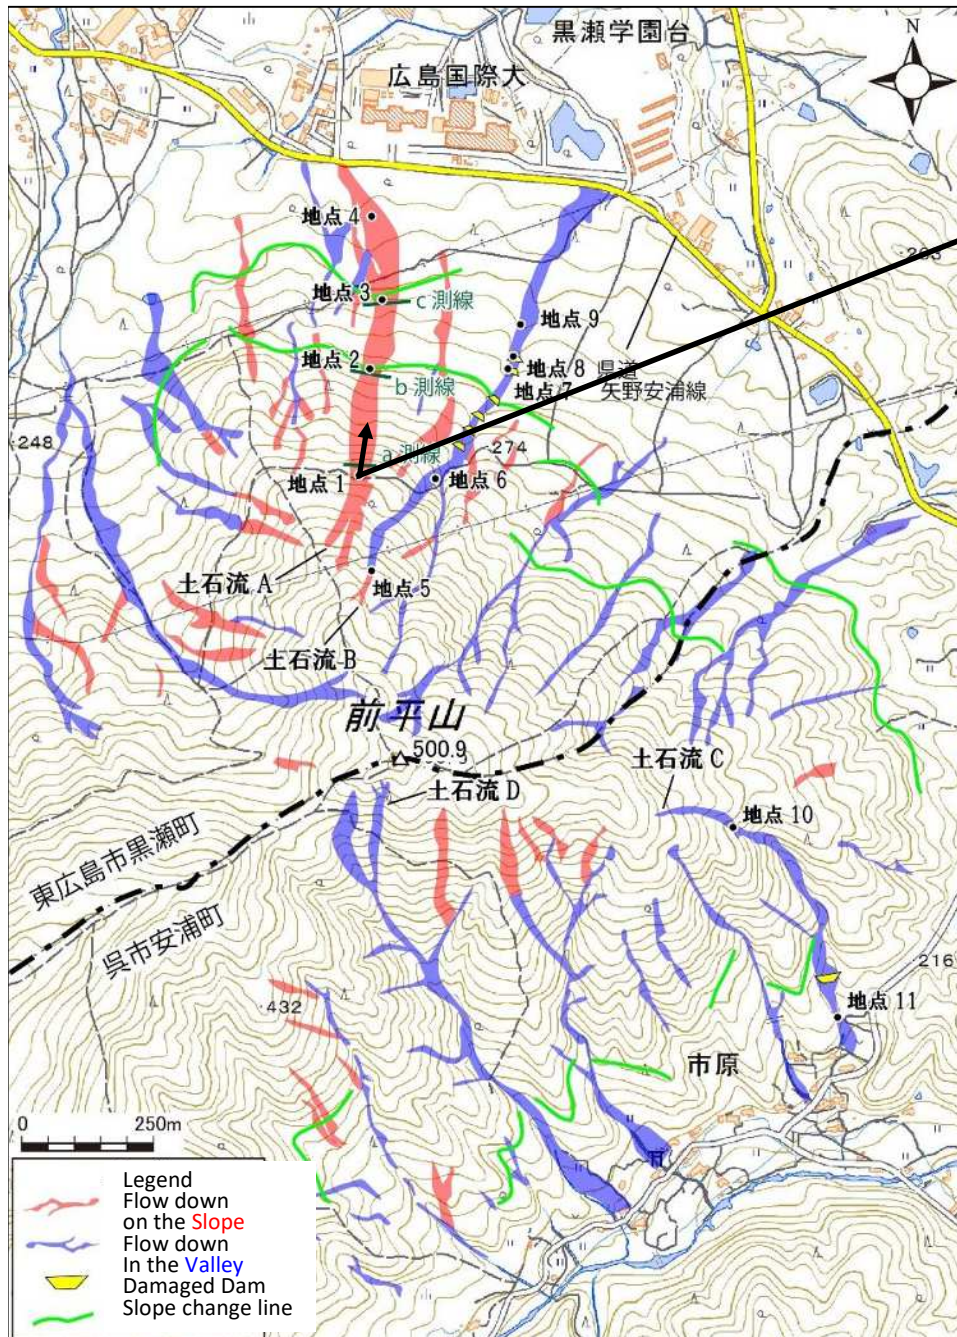 黒瀬学園台
N
広島国際大
地点 4
263
地点 3
c 測線
地点 9
地点 2
地点 8
県道
b 測線
地点 7
矢野安浦線
248
274
a 測線
地点 1
地点 6
土石流 A
地点 5
土石流 B
前平山
500.9
土石流 C
土石流 D
地点 10
東広島市黒瀬町
呉市安浦町
216
432
地点 11
市原
0 250m
Legend
Flow down
on the Slope
Flow down
In the Valley
Damaged Dam
Slope change line